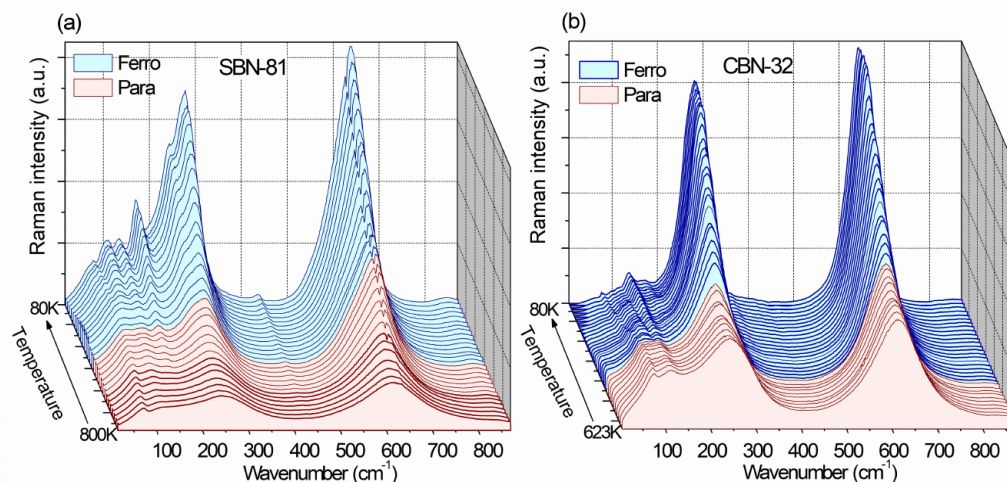 (a)
Ferro
Para
SBN-81
Raman intensity (a.u.)
80K
Temperature
800K
100 200 300 400 500 600 700 800
Wavenumber (cm⁻¹)
(b)
Ferro
Para
CBN-32
Raman intensity (a.u.)
80K
Temperature
623K
100 200 300 400 500 600 700 800
Wavenumber (cm⁻¹)